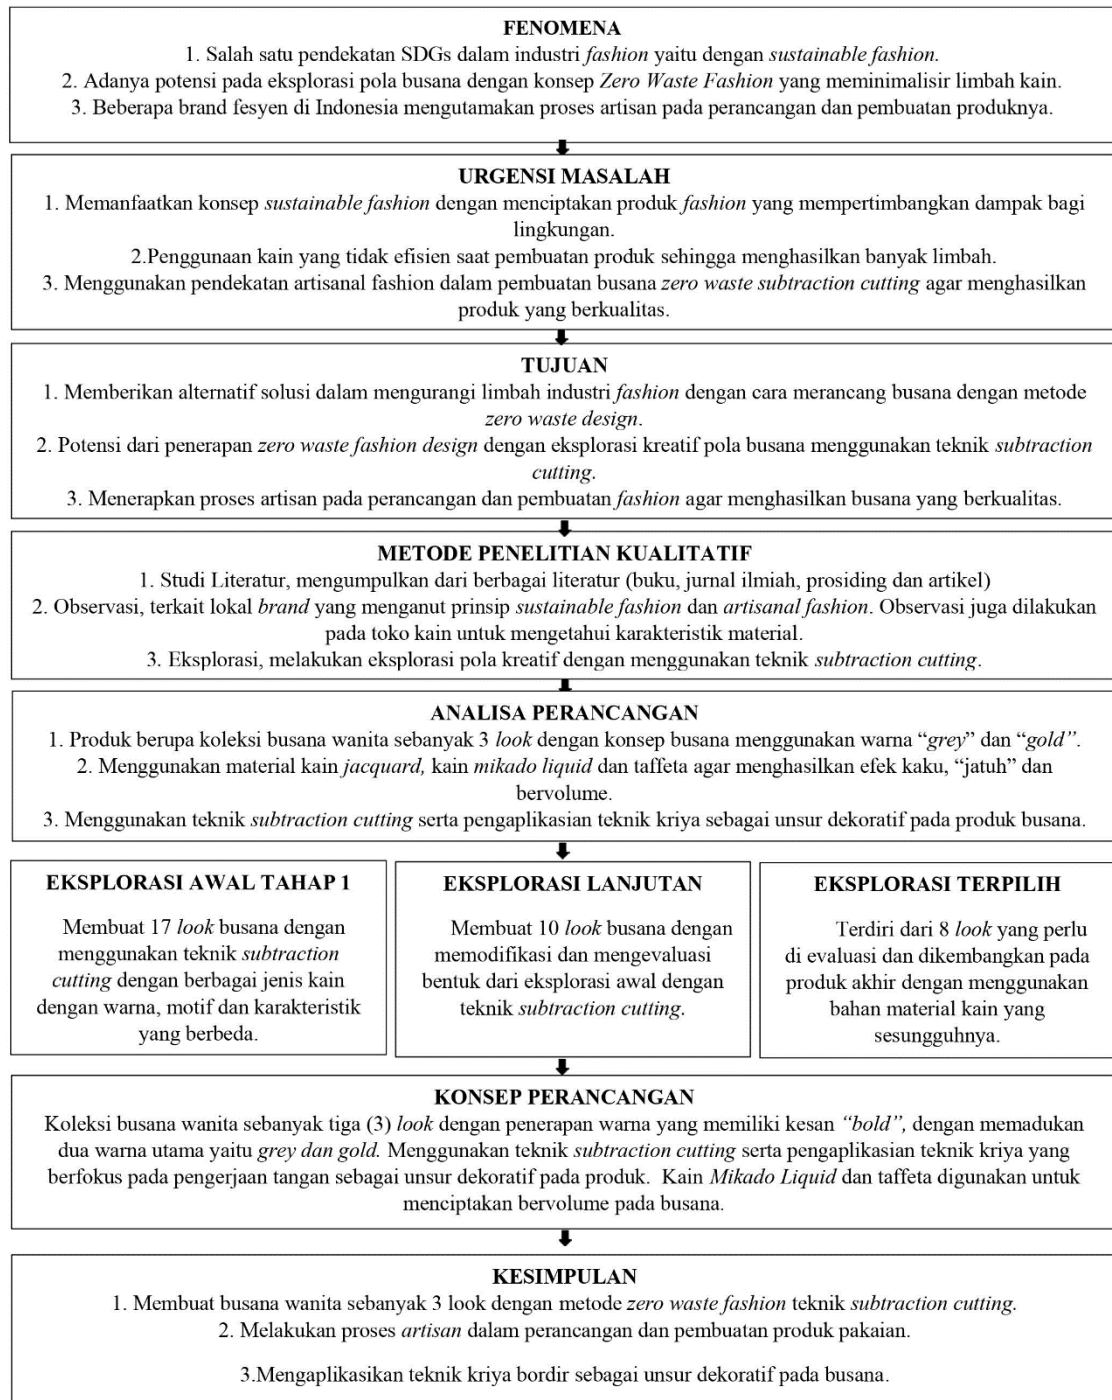 FENOMENA
1. Salah satu pendekatan SDGs dalam industri fashion yaitu dengan sustainable fashion.
2. Adanya potensi pada eksplorasi pola busana dengan konsep Zero Waste Fashion yang meminimalisir limbah kain.
3. Beberapa brand fesyen di Indonesia mengutamakan proses artisan pada perancangan dan pembuatan produknya.
URGENSI MASALAH
1. Memanfaatkan konsep sustainable fashion dengan menciptakan produk fashion yang mempertimbangkan dampak bagi
lingkungan.
2.Penggunaan kain yang tidak efisien saat pembuatan produk sehingga menghasilkan banyak limbah.
3. Menggunakan pendekatan artisanal fashion dalam pembuatan busana zero waste subtraction cutting agar menghasilkan
produk yang berkualitas.
TUJUAN
1. Memberikan alternatif solusi dalam mengurangi limbah industri fashion dengan cara merancang busana dengan metode
zero waste design.
2. Potensi dari penerapan zero waste fashion design dengan eksplorasi kreatif pola busana menggunakan teknik subtraction
cutting.
3. Menerapkan proses artisan pada perancangan dan pembuatan fashion agar menghasilkan busana yang berkualitas.
METODE PENELITIAN KUALITATIF
1. Studi Literatur, mengumpulkan dari berbagai literatur (buku, jurnal ilmiah, prosiding dan artikel)
2. Observasi, terkait lokal brand yang menganut prinsip sustainable fashion dan artisanal fashion. Observasi juga dilakukan
pada toko kain untuk mengetahui karakteristik material.
3. Eksplorasi, melakukan eksplorasi pola kreatif dengan menggunakan teknik subtraction cutting.
ANALISA PERANCANGAN
1. Produk berupa koleksi busana wanita sebanyak 3 look dengan konsep busana menggunakan warna “grey” dan “gold”.
2. Menggunakan material kain jacquard, kain mikado liquid dan taffeta agar menghasilkan efek kaku, “jatuh” dan
bervolume.
3. Menggunakan teknik subtraction cutting serta pengaplikasian teknik kriya sebagai unsur dekoratif pada produk busana.
EKSPLORASI AWAL TAHAP 1
Membuat 17 look busana dengan
menggunakan teknik subtraction
cutting dengan berbagai jenis kain
dengan warna, motif dan karakteristik
yang berbeda.
EKSPLORASI LANJUTAN
Membuat 10 look busana dengan
memodifikasi dan mengevaluasi
bentuk dari eksplorasi awal dengan
teknik subtraction cutting.
EKSPLORASI TERPILIH
Terdiri dari 8 look yang perlu
di evaluasi dan dikembangkan pada
produk akhir dengan menggunakan
bahan material kain yang
sesungguhnya.
KONSEP PERANCANGAN
Koleksi busana wanita sebanyak tiga (3) look dengan penerapan warna yang memiliki kesan “bold”, dengan memadukan
dua warna utama yaitu grey dan gold. Menggunakan teknik subtraction cutting serta pengaplikasian teknik kriya yang
berfokus pada pengerjaan tangan sebagai unsur dekoratif pada produk. Kain Mikado Liquid dan taffeta digunakan untuk
menciptakan bervolume pada busana.
KESIMPULAN
1. Membuat busana wanita sebanyak 3 look dengan metode zero waste fashion teknik subtraction cutting.
2. Melakukan proses artisan dalam perancangan dan pembuatan produk pakaian.
3.Mengaplikasikan teknik kriya bordir sebagai unsur dekoratif pada busana.